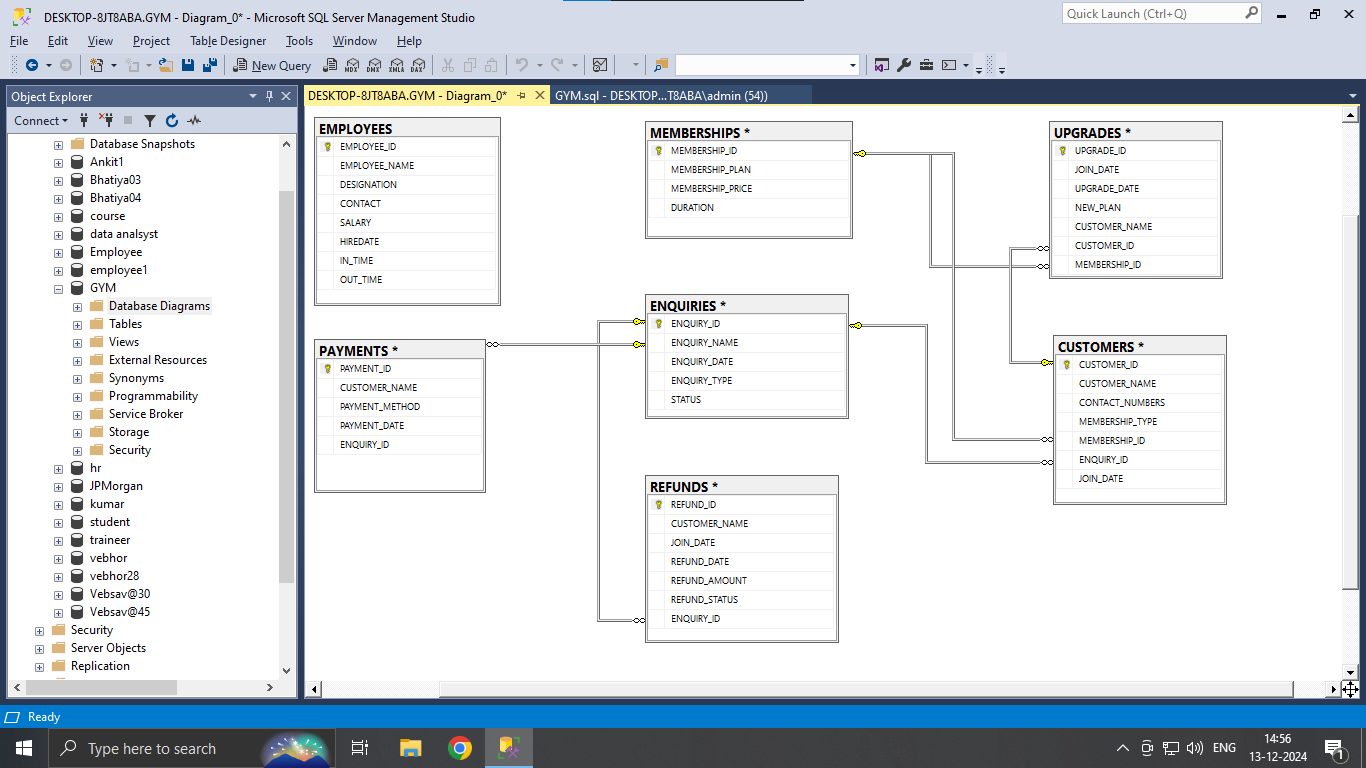 DESKTOP-8JT8ABA.GYM - Diagram_0* - Microsoft SQL Server Management Studio
Quick Launch (Ctrl+Q)
File Edit View Project Table Designer Tools Window Help
New Query MDX DMX XMLA DAX
Object Explorer
DESKTOP-8JT8ABA.GYM - Diagram_0*
GYM.sql - DESKTOP...T8ABA\admin (54))
Connect
Database Snapshots
Ankit1
Bhatiya03
Bhatiya04
course
data analsyst
Employee
employee1
GYM
Database Diagrams
Tables
Views
External Resources
Synonyms
Programmability
Service Broker
Storage
Security
hr
JPMorgan
kumar
student
traineer
vebhor
vebhor28
Vebsav@30
Vebsav@45
Security
Server Objects
Replication
EMPLOYEES
EMPLOYEE_ID
EMPLOYEE_NAME
DESIGNATION
CONTACT
SALARY
HIREDATE
IN_TIME
OUT_TIME
PAYMENTS *
PAYMENT_ID
CUSTOMER_NAME
PAYMENT_METHOD
PAYMENT_DATE
ENQUIRY_ID
MEMBERSHIPS *
MEMBERSHIP_ID
MEMBERSHIP_PLAN
MEMBERSHIP_PRICE
DURATION
ENQUIRIES *
ENQUIRY_ID
ENQUIRY_NAME
ENQUIRY_DATE
ENQUIRY_TYPE
STATUS
REFUNDS *
REFUND_ID
CUSTOMER_NAME
JOIN_DATE
REFUND_DATE
REFUND_AMOUNT
REFUND_STATUS
ENQUIRY_ID
UPGRADES *
UPGRADE_ID
JOIN_DATE
UPGRADE_DATE
NEW_PLAN
CUSTOMER_NAME
CUSTOMER_ID
MEMBERSHIP_ID
CUSTOMERS *
CUSTOMER_ID
CUSTOMER_NAME
CONTACT_NUMBERS
MEMBERSHIP_TYPE
MEMBERSHIP_ID
ENQUIRY_ID
JOIN_DATE
Ready
Type here to search
ENG
14:56
13-12-2024
1